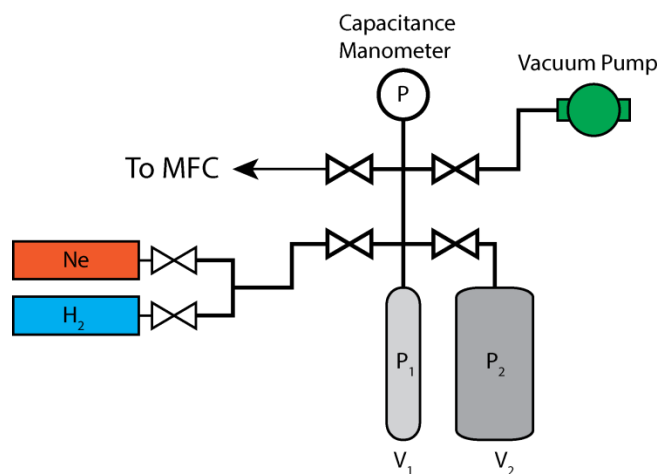 Capacitance
Manometer
Vacuum Pump
P
To MFC
Ne
H₂
P₁
P₂
V₁
V₂